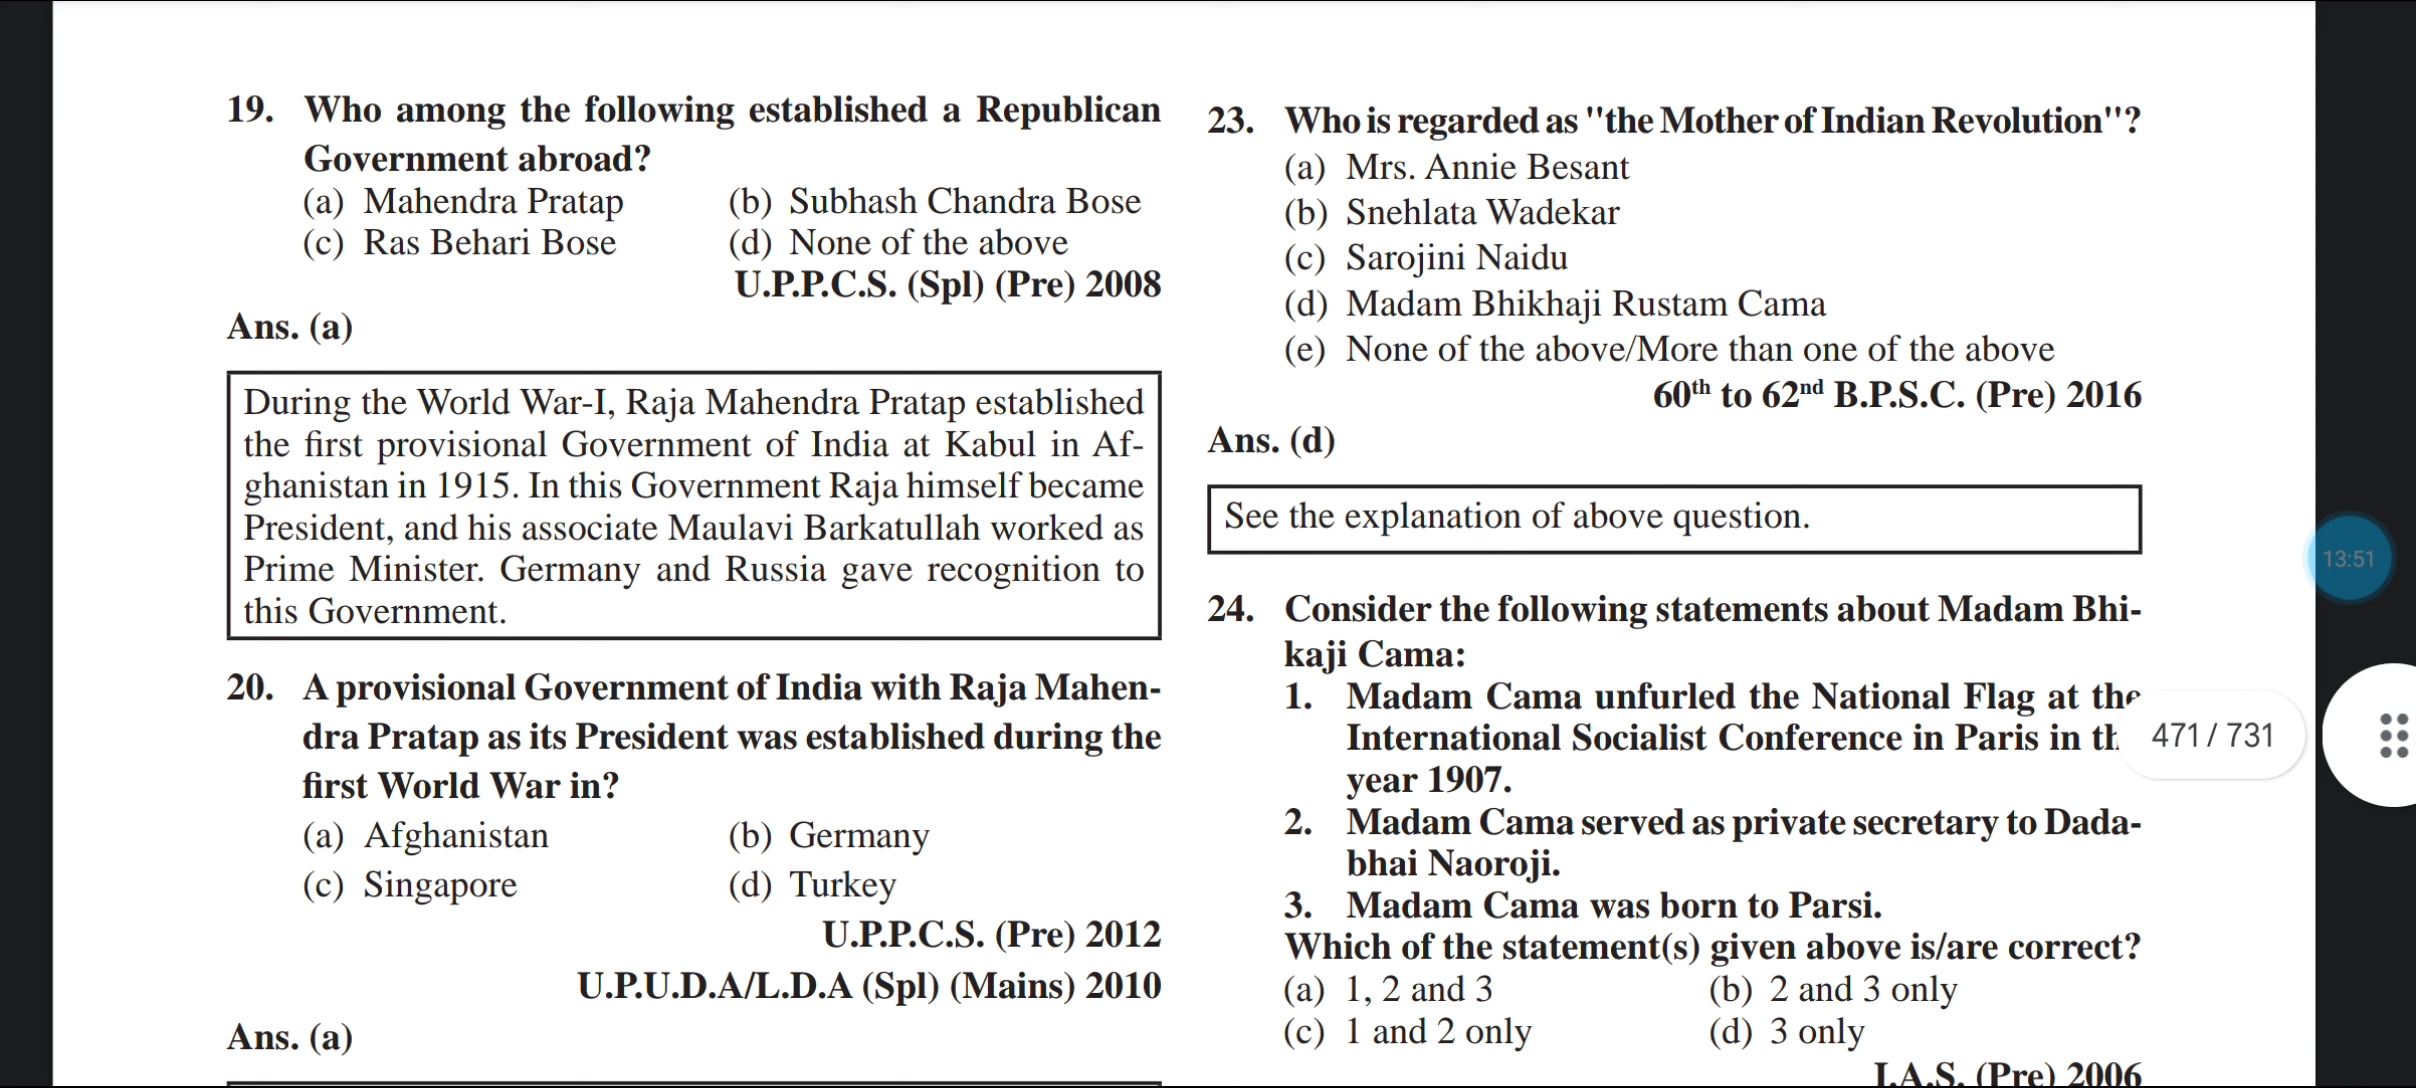 19. Who among the following established a Republican
Government abroad?
(a) Mahendra Pratap (b) Subhash Chandra Bose
(c) Ras Behari Bose (d) None of the above
U.P.P.C.S. (Spl) (Pre) 2008
Ans. (a)
During the World War-I, Raja Mahendra Pratap established
the first provisional Government of India at Kabul in Af-
ghanistan in 1915. In this Government Raja himself became
President, and his associate Maulavi Barkatullah worked as
Prime Minister. Germany and Russia gave recognition to
this Government.
20. A provisional Government of India with Raja Mahen-
dra Pratap as its President was established during the
first World War in?
(a) Afghanistan (b) Germany
(c) Singapore (d) Turkey
U.P.P.C.S. (Pre) 2012
U.P.U.D.A/L.D.A (Spl) (Mains) 2010
Ans. (a)
23. Who is regarded as ''the Mother of Indian Revolution''?
(a) Mrs. Annie Besant
(b) Snehlata Wadekar
(c) Sarojini Naidu
(d) Madam Bhikhaji Rustam Cama
(e) None of the above/More than one of the above
60th to 62nd B.P.S.C. (Pre) 2016
Ans. (d)
See the explanation of above question.
24. Consider the following statements about Madam Bhi-
kaji Cama:
1. Madam Cama unfurled the National Flag at the
International Socialist Conference in Paris in th
year 1907.
2. Madam Cama served as private secretary to Dada-
bhai Naoroji.
3. Madam Cama was born to Parsi.
Which of the statement(s) given above is/are correct?
(a) 1, 2 and 3 (b) 2 and 3 only
(c) 1 and 2 only (d) 3 only
I.A.S. (Pre) 2006
13:51
471 / 731